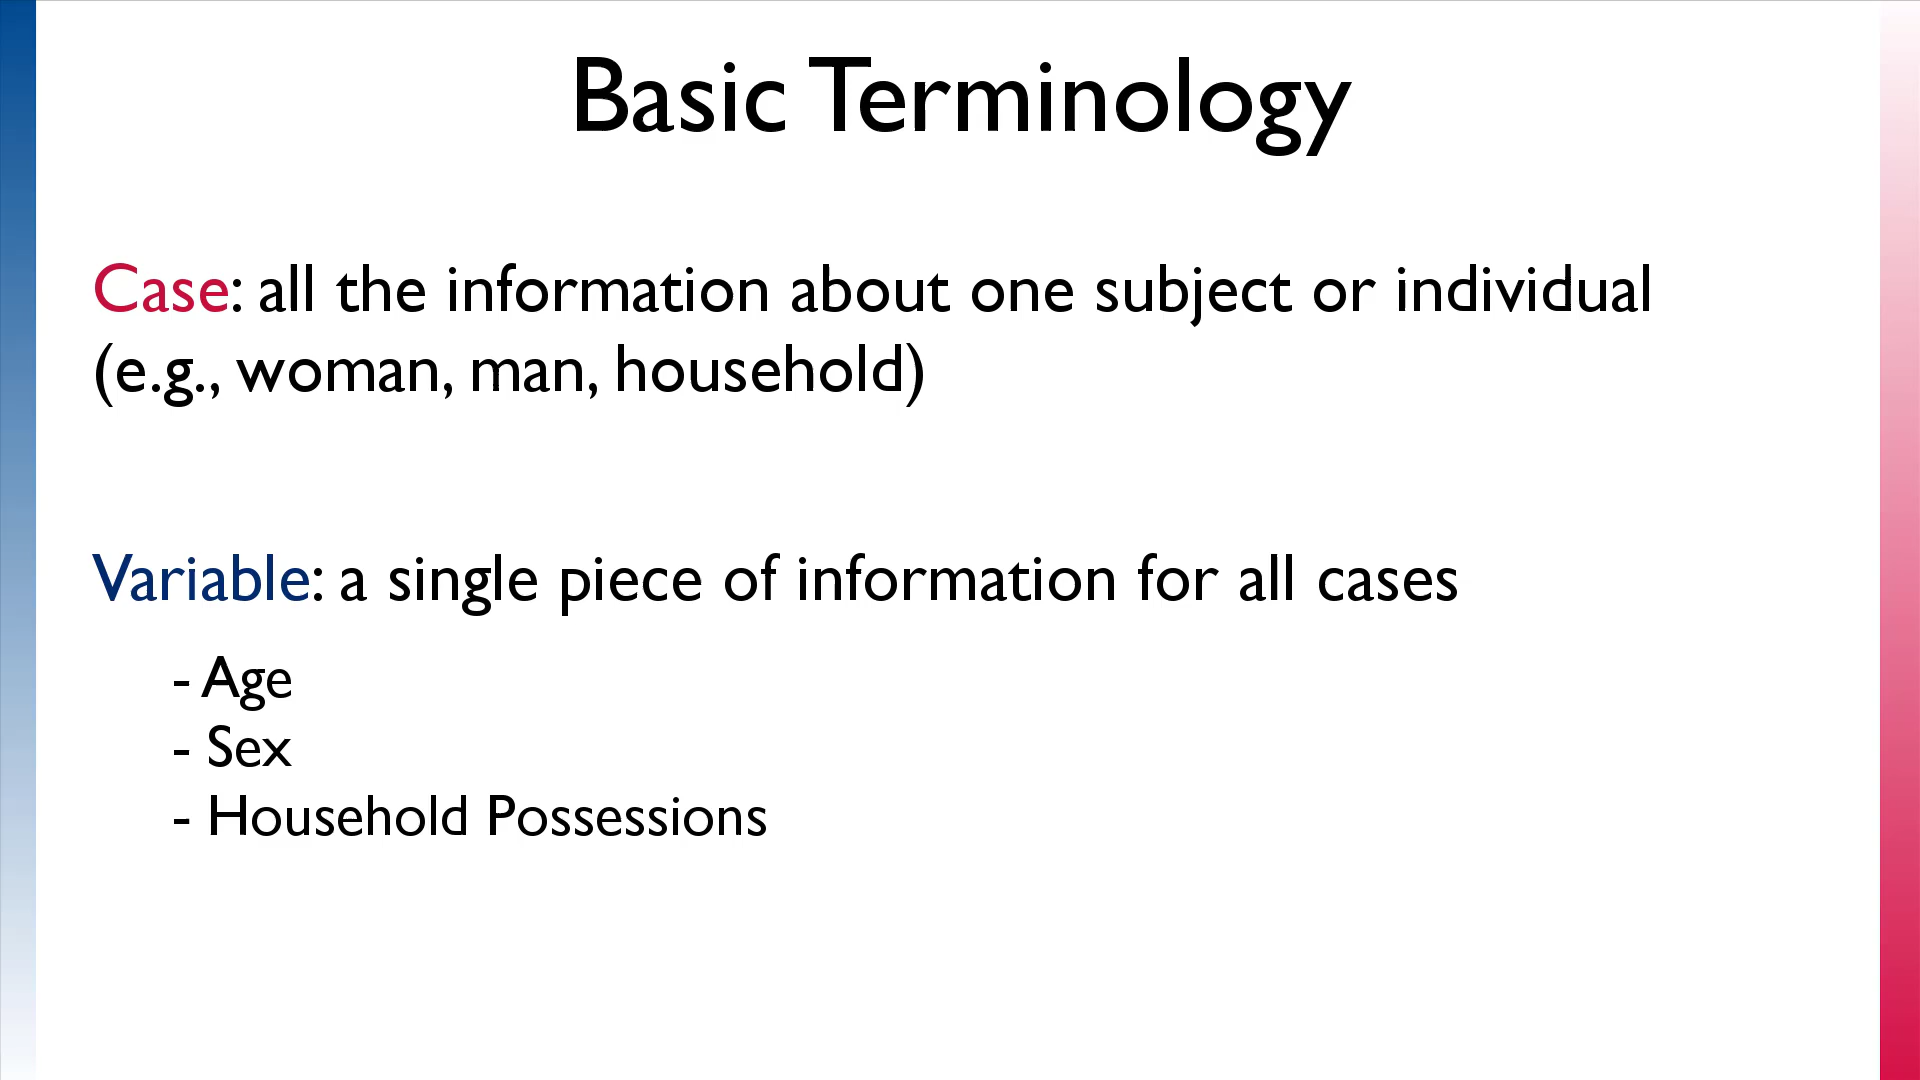 Basic Terminology
Case: all the information about one subject or individual
(e.g., woman, man, household)
Variable: a single piece of information for all cases
- Age
- Sex
- Household Possessions